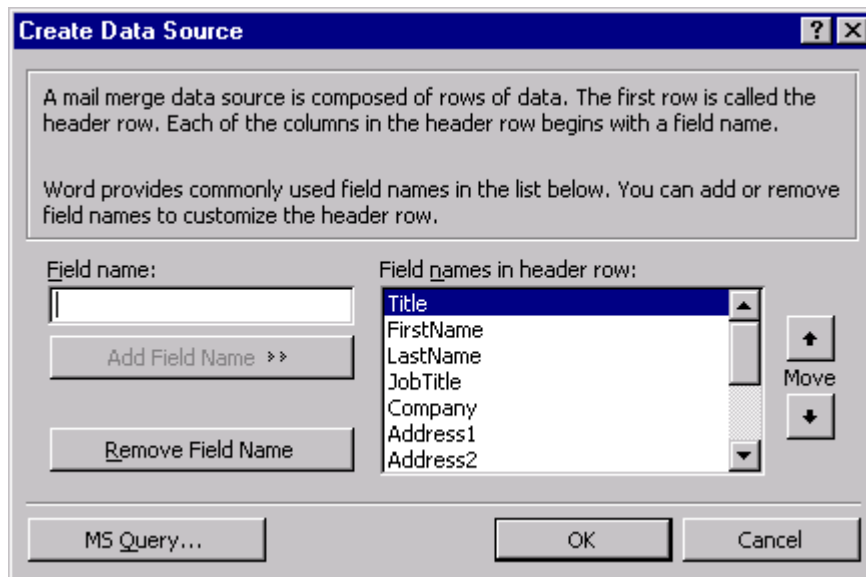 Create Data Source
A mail merge data source is composed of rows of data. The first row is called the
header row. Each of the columns in the header row begins with a field name.
Word provides commonly used field names in the list below. You can add or remove
field names to customize the header row.
Field name:
Field names in header row:
Title
FirstName
LastName
JobTitle
Company
Address1
Address2
Add Field Name >>
Remove Field Name
Move
MS Query...
OK
Cancel